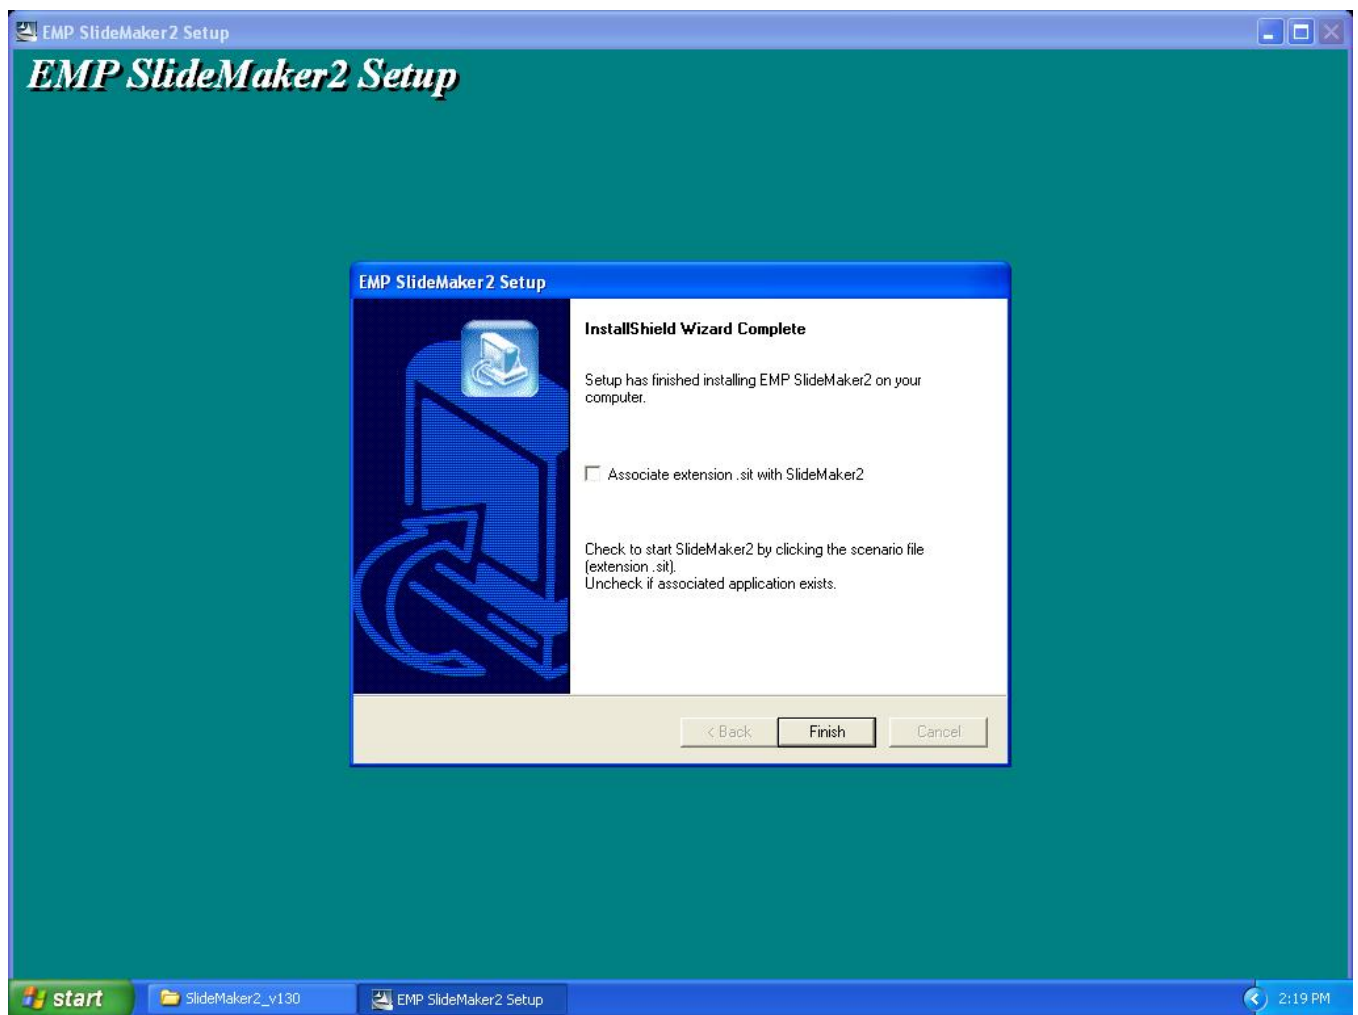 EMP SlideMaker2 Setup
EMP SlideMaker2 Setup
EMP SlideMaker2 Setup
InstallShield Wizard Complete
Setup has finished installing EMP SlideMaker2 on your
computer.
Associate extension .sit with SlideMaker2
Check to start SlideMaker2 by clicking the scenario file
(extension .sit).
Uncheck if associated application exists.
< Back Finish Cancel
start SlideMaker2_v130 EMP SlideMaker2 Setup 2:19 PM